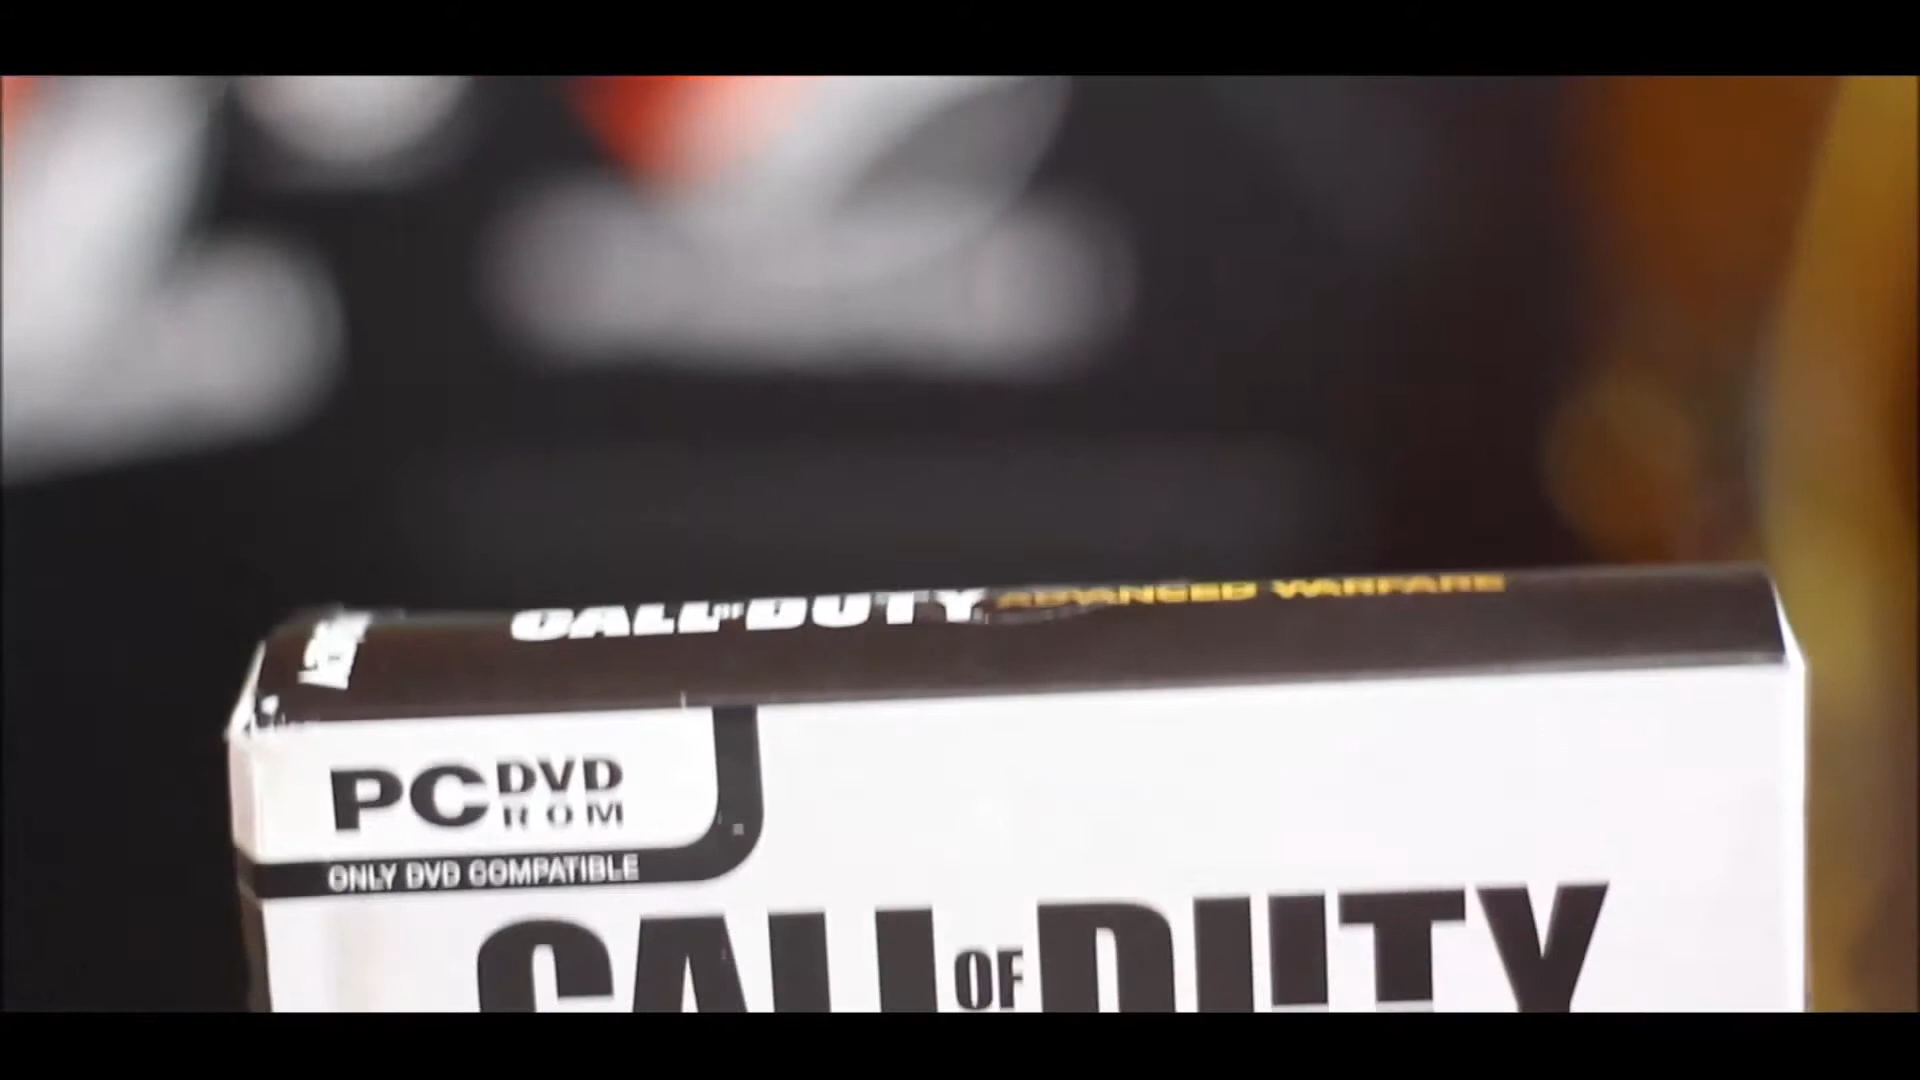 CALL OF DUTY ADVANCED WARFARE
PC DVD
ROM
ONLY DVD COMPATIBLE
CALL OF DUTY